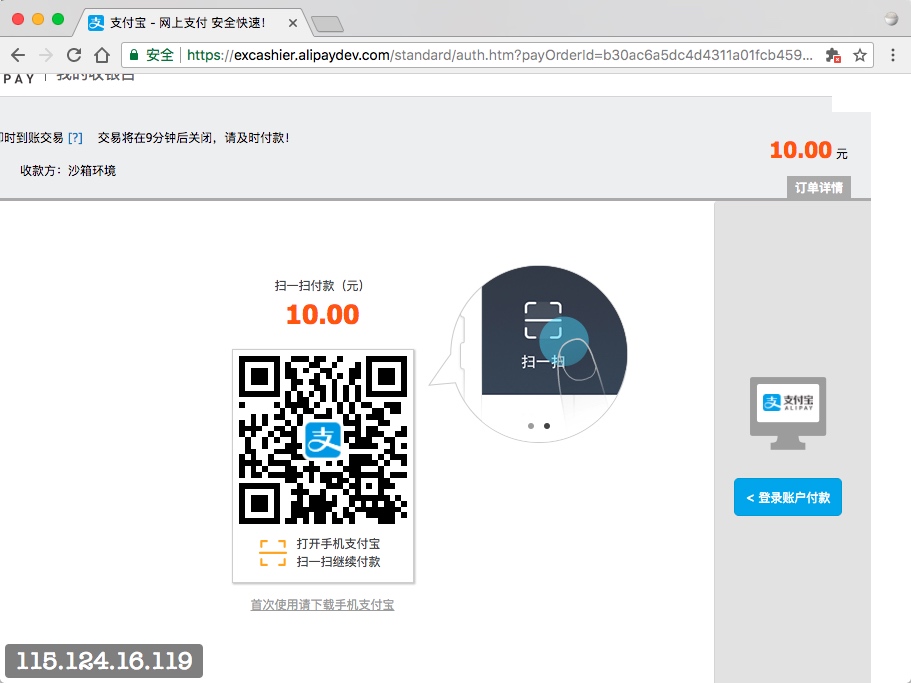 支付宝 - 网上支付 安全快速！
安全
https://excashier.alipaydev.com/standard/auth.htm?payOrderId=b30ac6a5dc4d4311a01fcb459...
PAY | 我的收银台
即时到账交易 [?] 交易将在9分钟后关闭，请及时付款！
10.00 元
收款方：沙箱环境
订单详情
扫一扫付款（元）
10.00
扫一扫
支
支付宝
ALIPAY
< 登录账户付款
打开手机支付宝
扫一扫继续付款
首次使用请下载手机支付宝
115.124.16.119